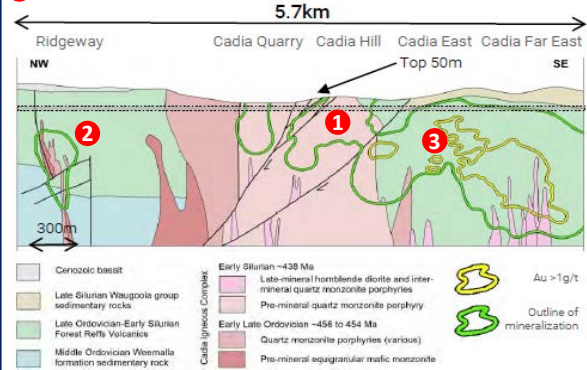 5.7km
Ridgeway Cadia Quarry Cadia Hill Cadia East Cadia Far East
NW SE
Top 50m
1
2
3
300m
Cenozoic basalt
Late Silurian Waugoola group
sedimentary rocks
Late Ordovician-Early Silurian
Forest Reffs Volcanics
Middle Ordovician Weemalla
formation sedimentary rock
Cadia Igneous Complex
Early Silurian ~438 Ma
Late-mineral hornblende diorite and inter-
mineral quartz monzonite porphyries
Pre-mineral quartz monzonite porphyry
Early Late Ordovician ~456 to 454 Ma
Quartz monzonite porphyries (various)
Pre-mineral equigranular mafic monzonite
Au >1g/t
Outline of
mineralization